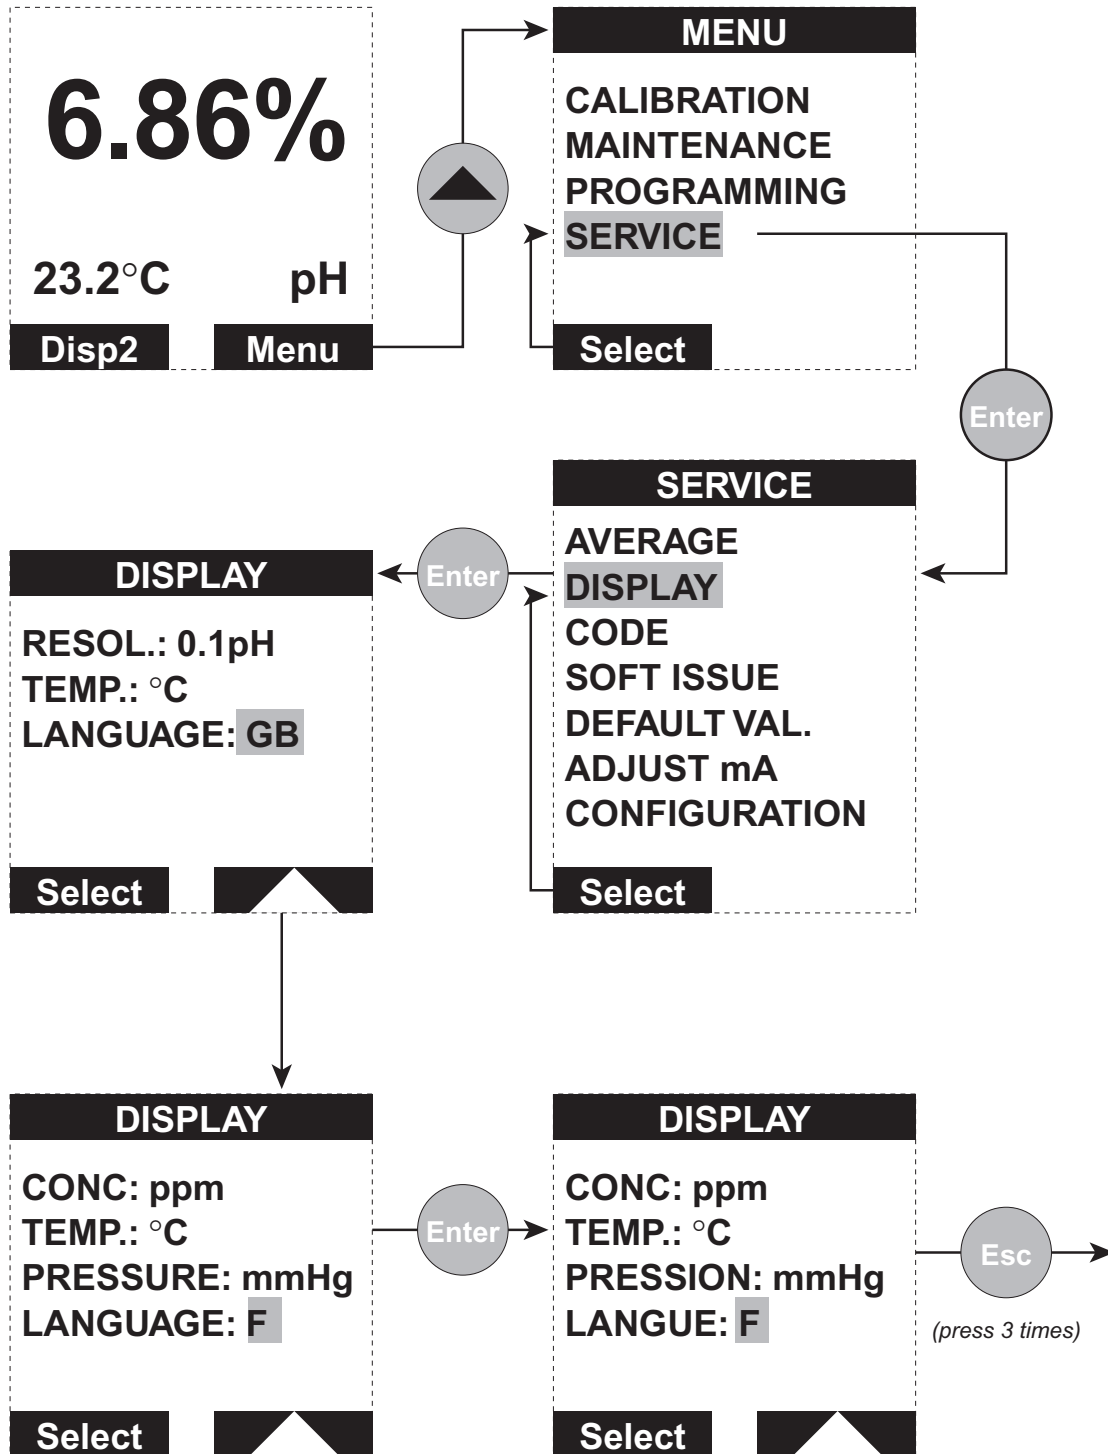 6.86%
23.2°C pH
Disp2 Menu
MENU
CALIBRATION
MAINTENANCE
PROGRAMMING
SERVICE
Select
Enter
SERVICE
AVERAGE
DISPLAY
CODE
SOFT ISSUE
DEFAULT VAL.
ADJUST mA
CONFIGURATION
Select
Enter
DISPLAY
RESOL.: 0.1pH
TEMP.: °C
LANGUAGE: GB
Select
DISPLAY
CONC: ppm
TEMP.: °C
PRESSURE: mmHg
LANGUAGE: F
Select
Enter
DISPLAY
CONC: ppm
TEMP.: °C
PRESSION: mmHg
LANGUE: F
Select
Esc
(press 3 times)